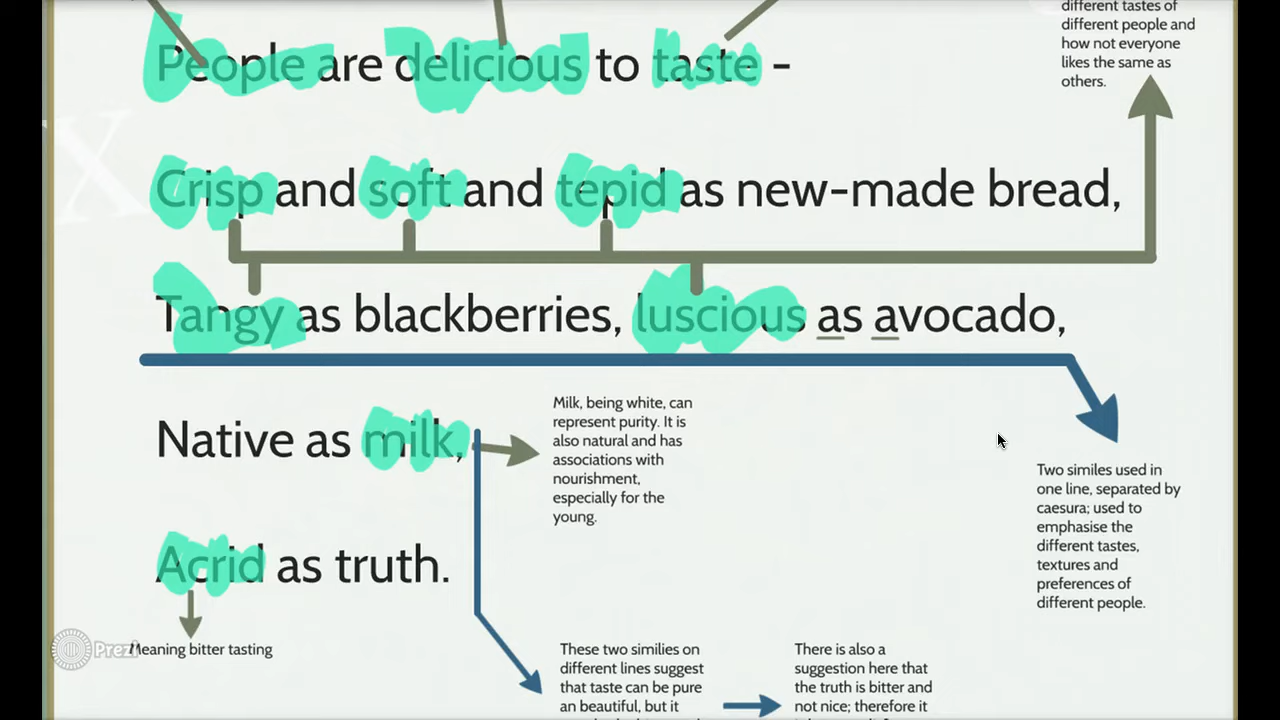 different tastes of
different people and
how not everyone
likes the same as
others.
People are delicious to taste -
Crisp and soft and tepid as new-made bread,
Tangy as blackberries, luscious as avocado,
Native as milk,
Milk, being white, can
represent purity. It is
also natural and has
associations with
nourishment,
especially for the
young.
Two similes used in
one line, separated by
caesura; used to
emphasise the
different tastes,
textures and
preferences of
different people.
Acrid as truth.
Meaning bitter tasting
Prezi
These two similies on
different lines suggest
that taste can be pure
an beautiful, but it
There is also a
suggestion here that
the truth is bitter and
not nice; therefore it
X